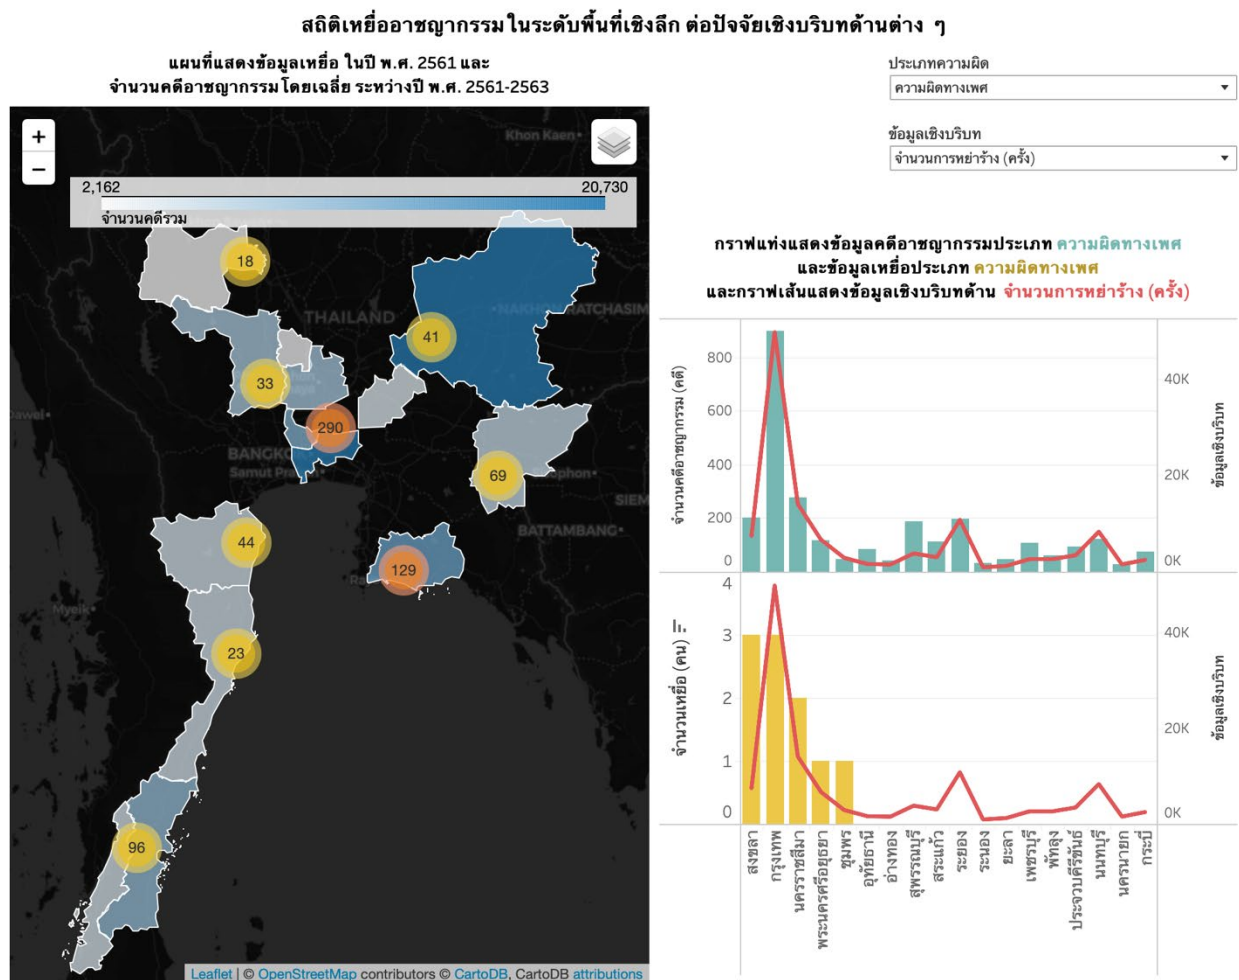 สถิติเหยื่ออาชญากรรมในระดับพื้นที่เชิงลึก ต่อปัจจัยเชิงบริบทด้านต่าง ๆ
แผนที่แสดงข้อมูลเหยื่อ ในปี พ.ศ. 2561 และ
จำนวนคดีอาชญากรรมโดยเฉลี่ย ระหว่างปี พ.ศ. 2561-2563
ประเภทความผิด
ความผิดทางเพศ
ข้อมูลเชิงบริบท
จำนวนการหย่าร้าง (ครั้ง)
+
−
Khon Kaen
2,162 20,730
จำนวนคดีรวม
18
THAILAND
NAKHON RATCHASIM
41
33
Dawei
290
BANGKOK
Samut Prakan
69
ophon
SIEM
BATTAMBANG
44
129
Ra
Myeik
23
96
Leaflet | © OpenStreetMap contributors © CartoDB, CartoDB attributions
กราฟแท่งแสดงข้อมูลคดีอาชญากรรมประเภท ความผิดทางเพศ
และข้อมูลเหยื่อประเภท ความผิดทางเพศ
และกราฟเส้นแสดงข้อมูลเชิงบริบทด้าน จำนวนการหย่าร้าง (ครั้ง)
จำนวนคดีอาชญากรรม (คดี)
800
600
400
200
0
40K
20K
0K
ข้อมูลเชิงบริบท
จำนวนเหยื่อ (คน)
4
3
2
1
0
40K
20K
0K
ข้อมูลเชิงบริบท
สงขลา
กรุงเทพ
นครราชสีมา
พระนครศรีอยุธยา
ชุมพร
อุทัยธานี
อ่างทอง
สุพรรณบุรี
สระแก้ว
ระยอง
ระนอง
ยะลา
เพชรบุรี
พัทลุง
ประจวบคีรีขันธ์
นนทบุรี
นครนายก
กระบี่